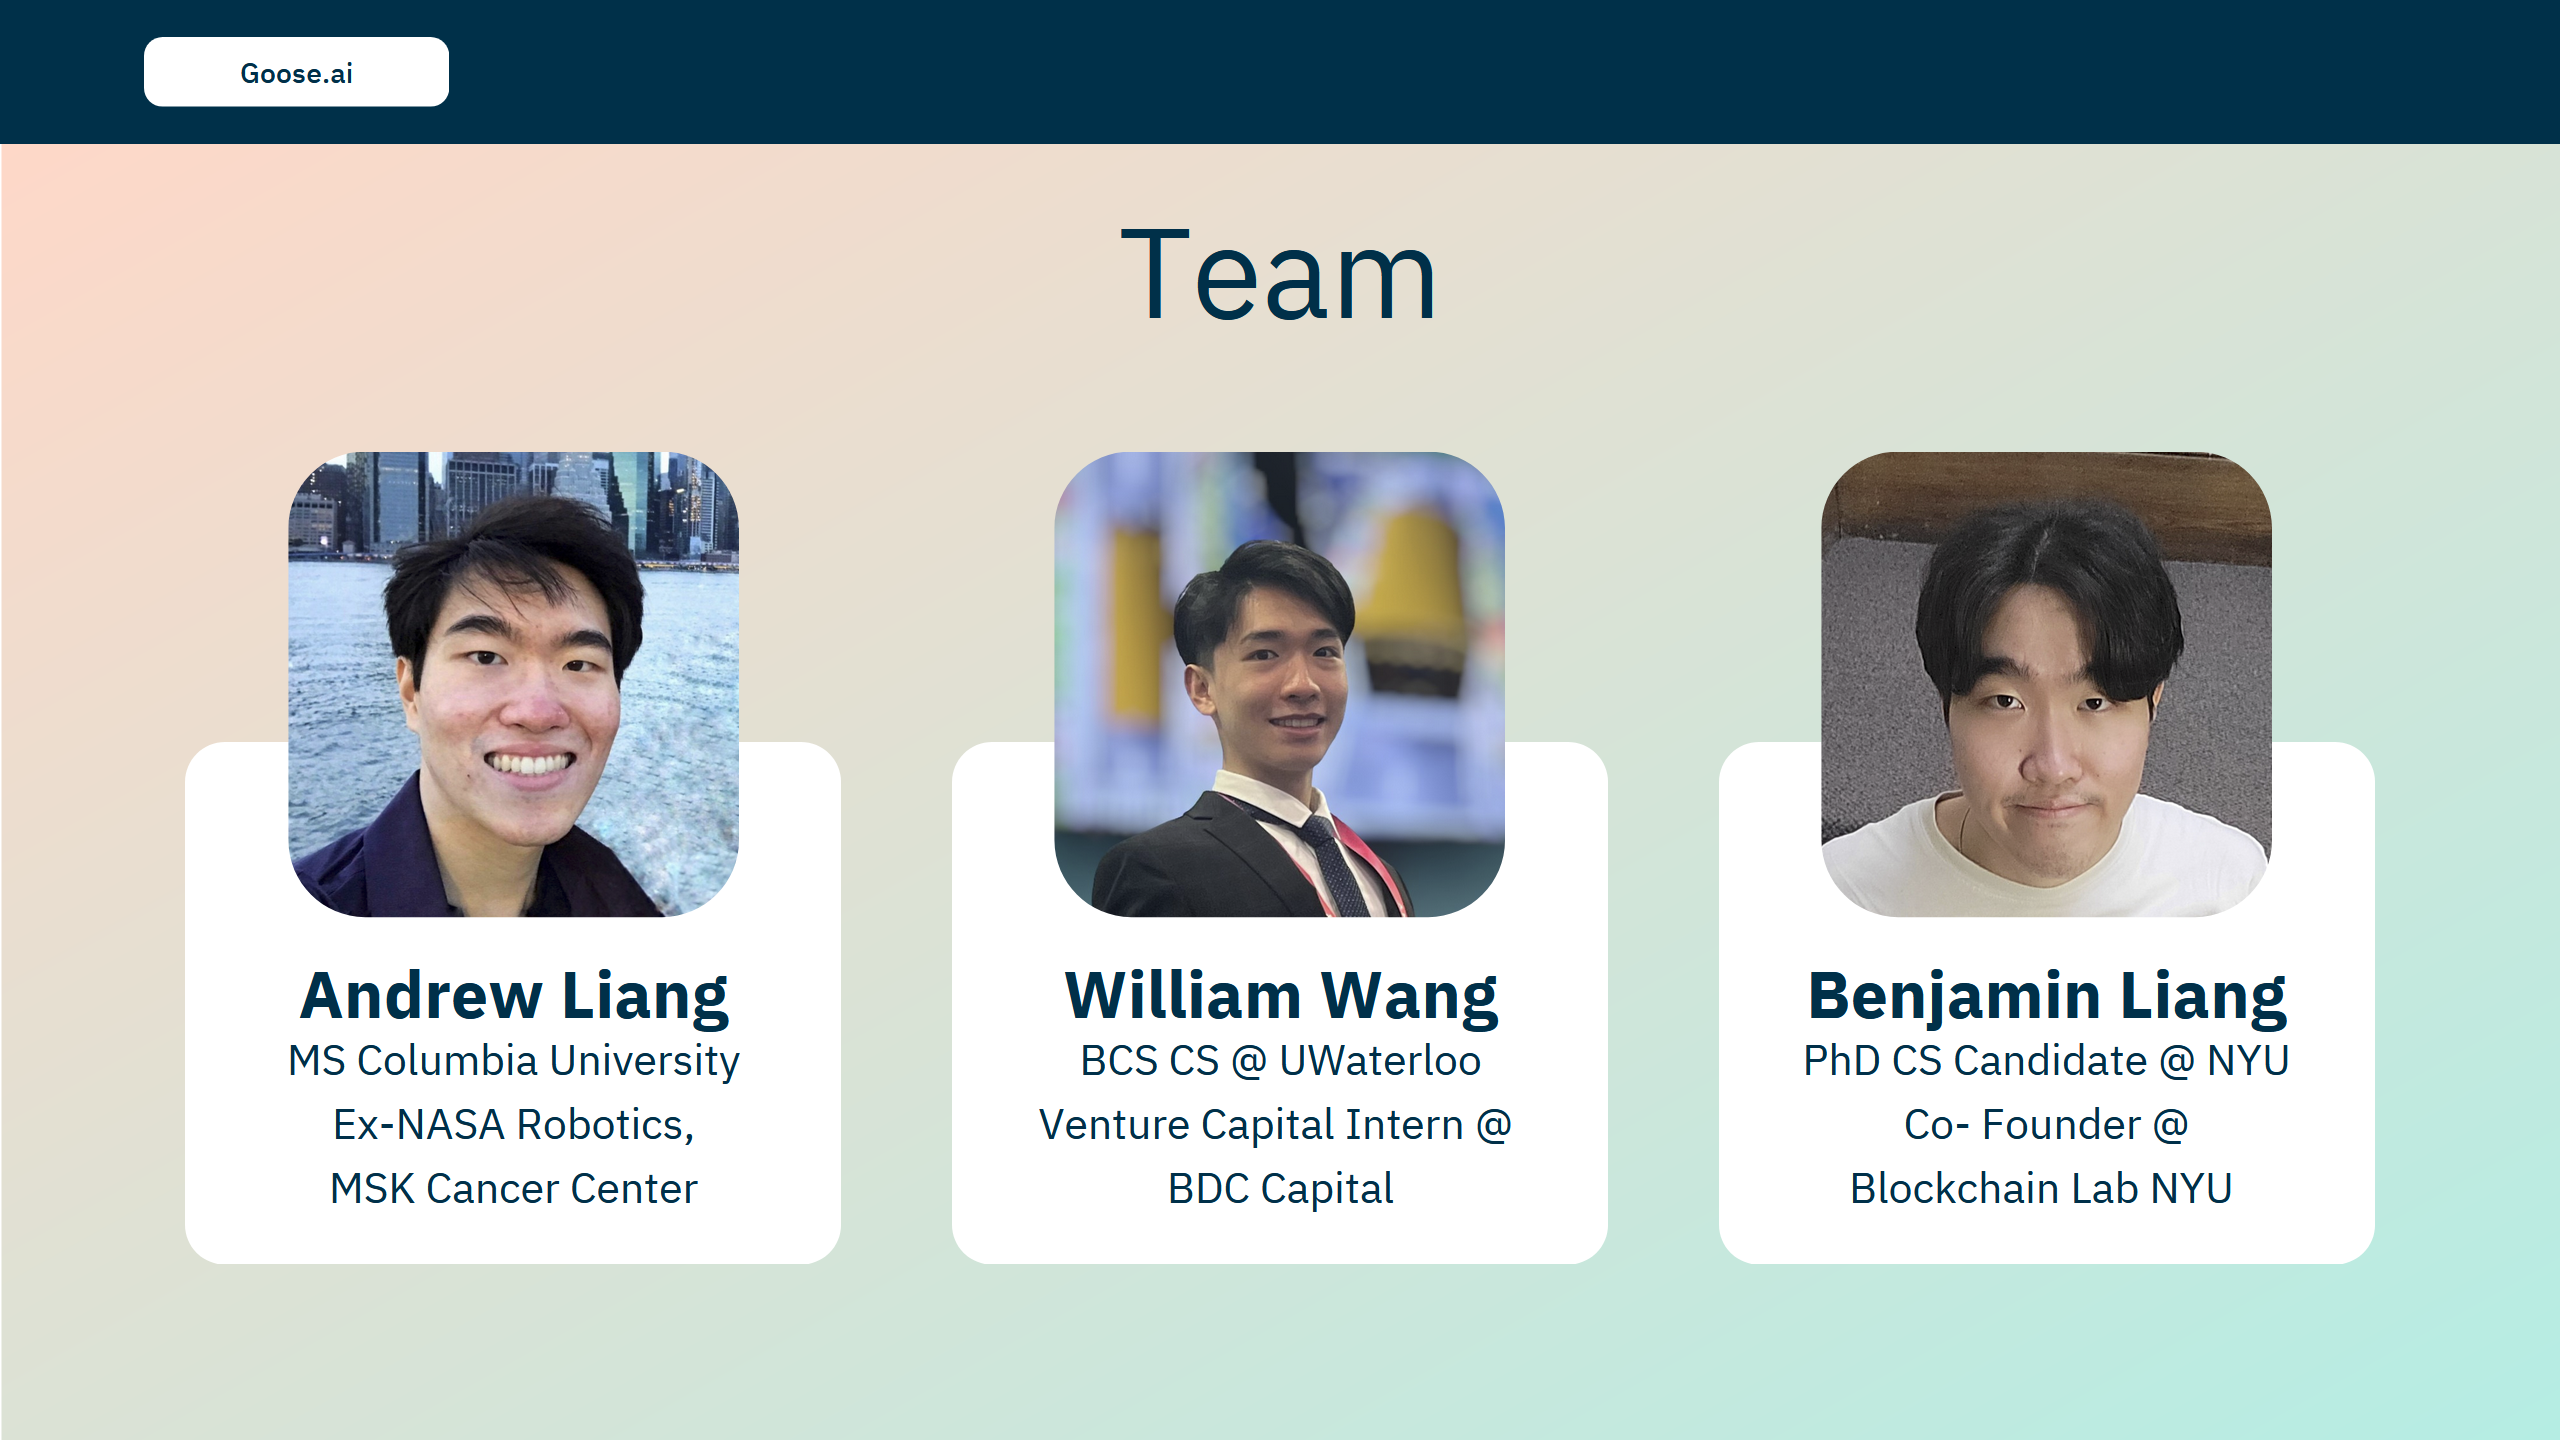 Goose.ai
Team
Andrew Liang
MS Columbia University
Ex-NASA Robotics,
MSK Cancer Center
William Wang
BCS CS @ UWaterloo
Venture Capital Intern @
BDC Capital
Benjamin Liang
PhD CS Candidate @ NYU
Co- Founder @
Blockchain Lab NYU